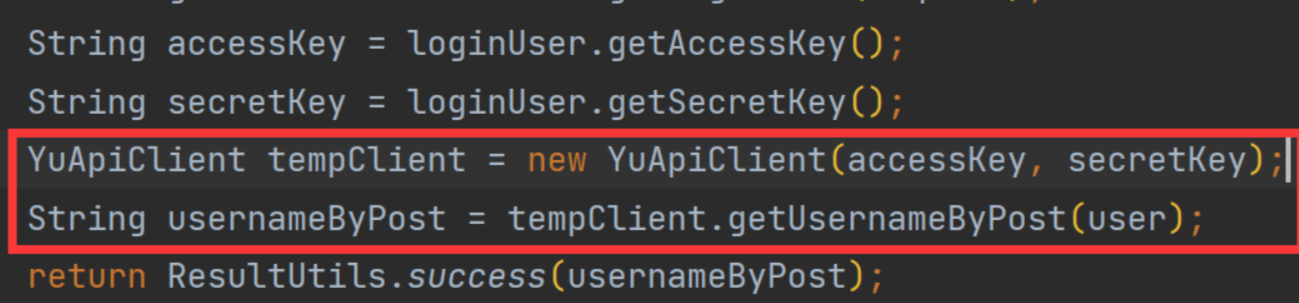 String accessKey = loginUser.getAccessKey();
String secretKey = loginUser.getSecretKey();
YuApiClient tempClient = new YuApiClient(accessKey, secretKey);
String usernameByPost = tempClient.getUsernameByPost(user);
return ResultUtils.success(usernameByPost);